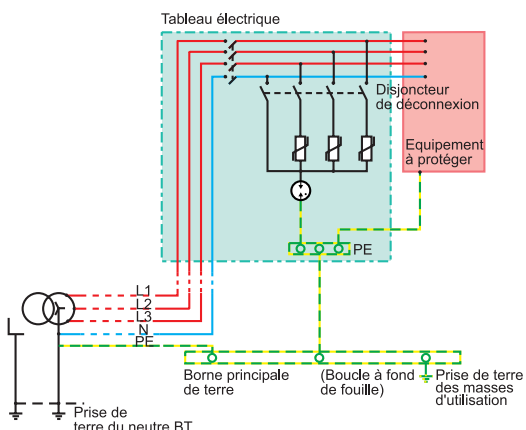 Tableau électrique
Disjoncteur
de déconnexion
Equipement
à protéger
PE
L1
L2
L3
N
PE
Borne principale
de terre
(Boucle à fond
de fouille)
Prise de terre
des masses
d'utilisation
Prise de
terre du neutre BT